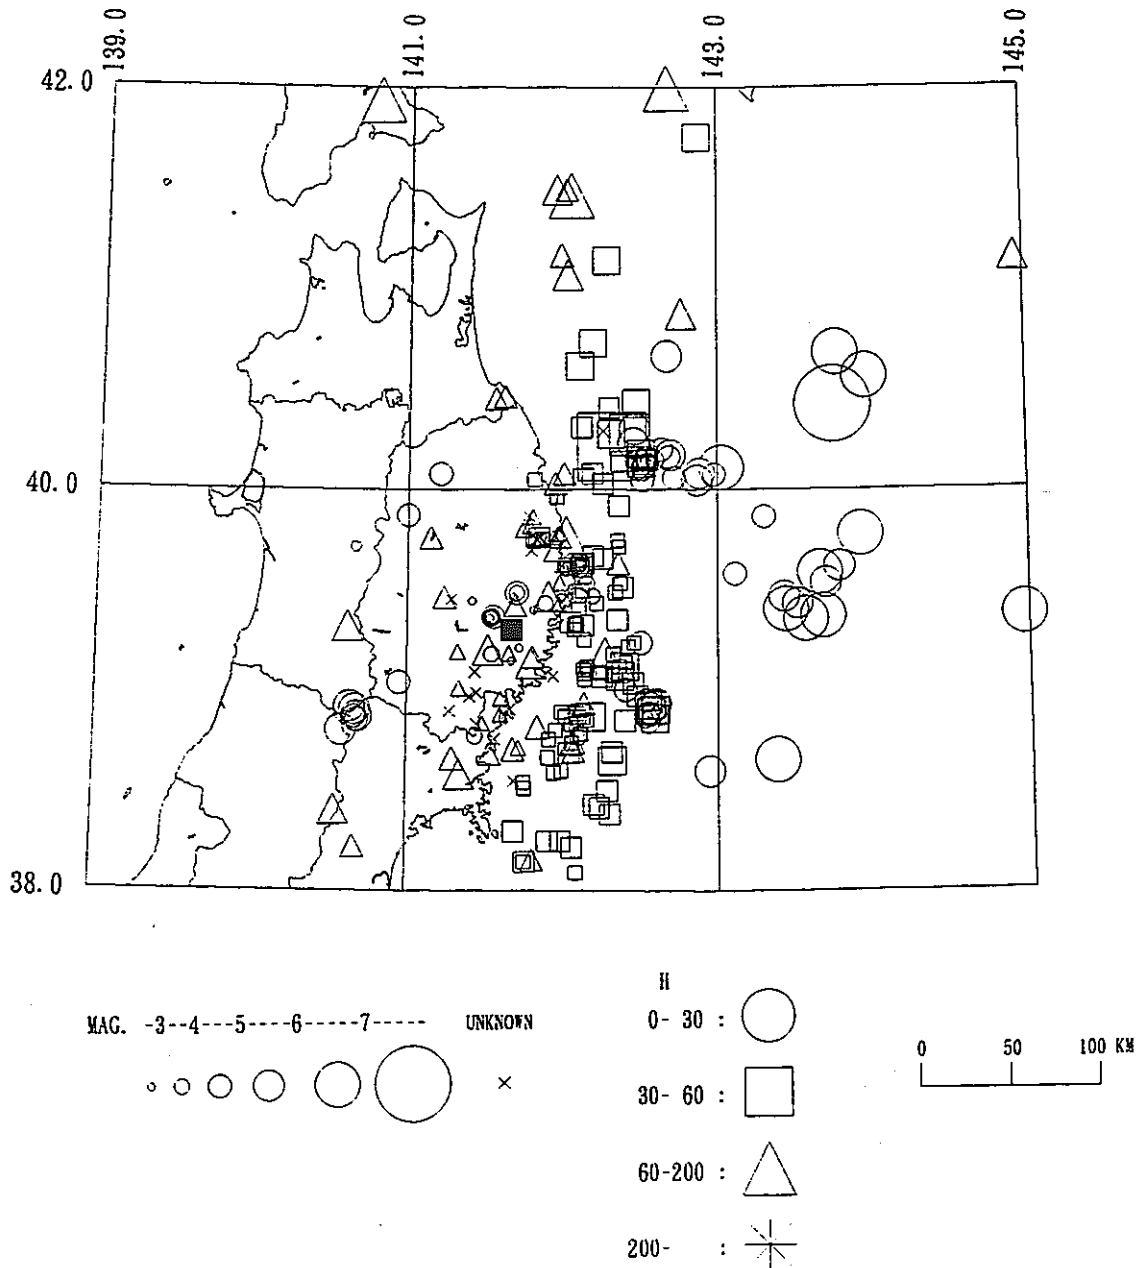 139.0
141.0
143.0
145.0
42.0
40.0
38.0
MAG. -3--4---5----6-----7----- UNKNOWN
H
0- 30 :
30- 60 :
60-200 :
200- :
0 50 100 KM